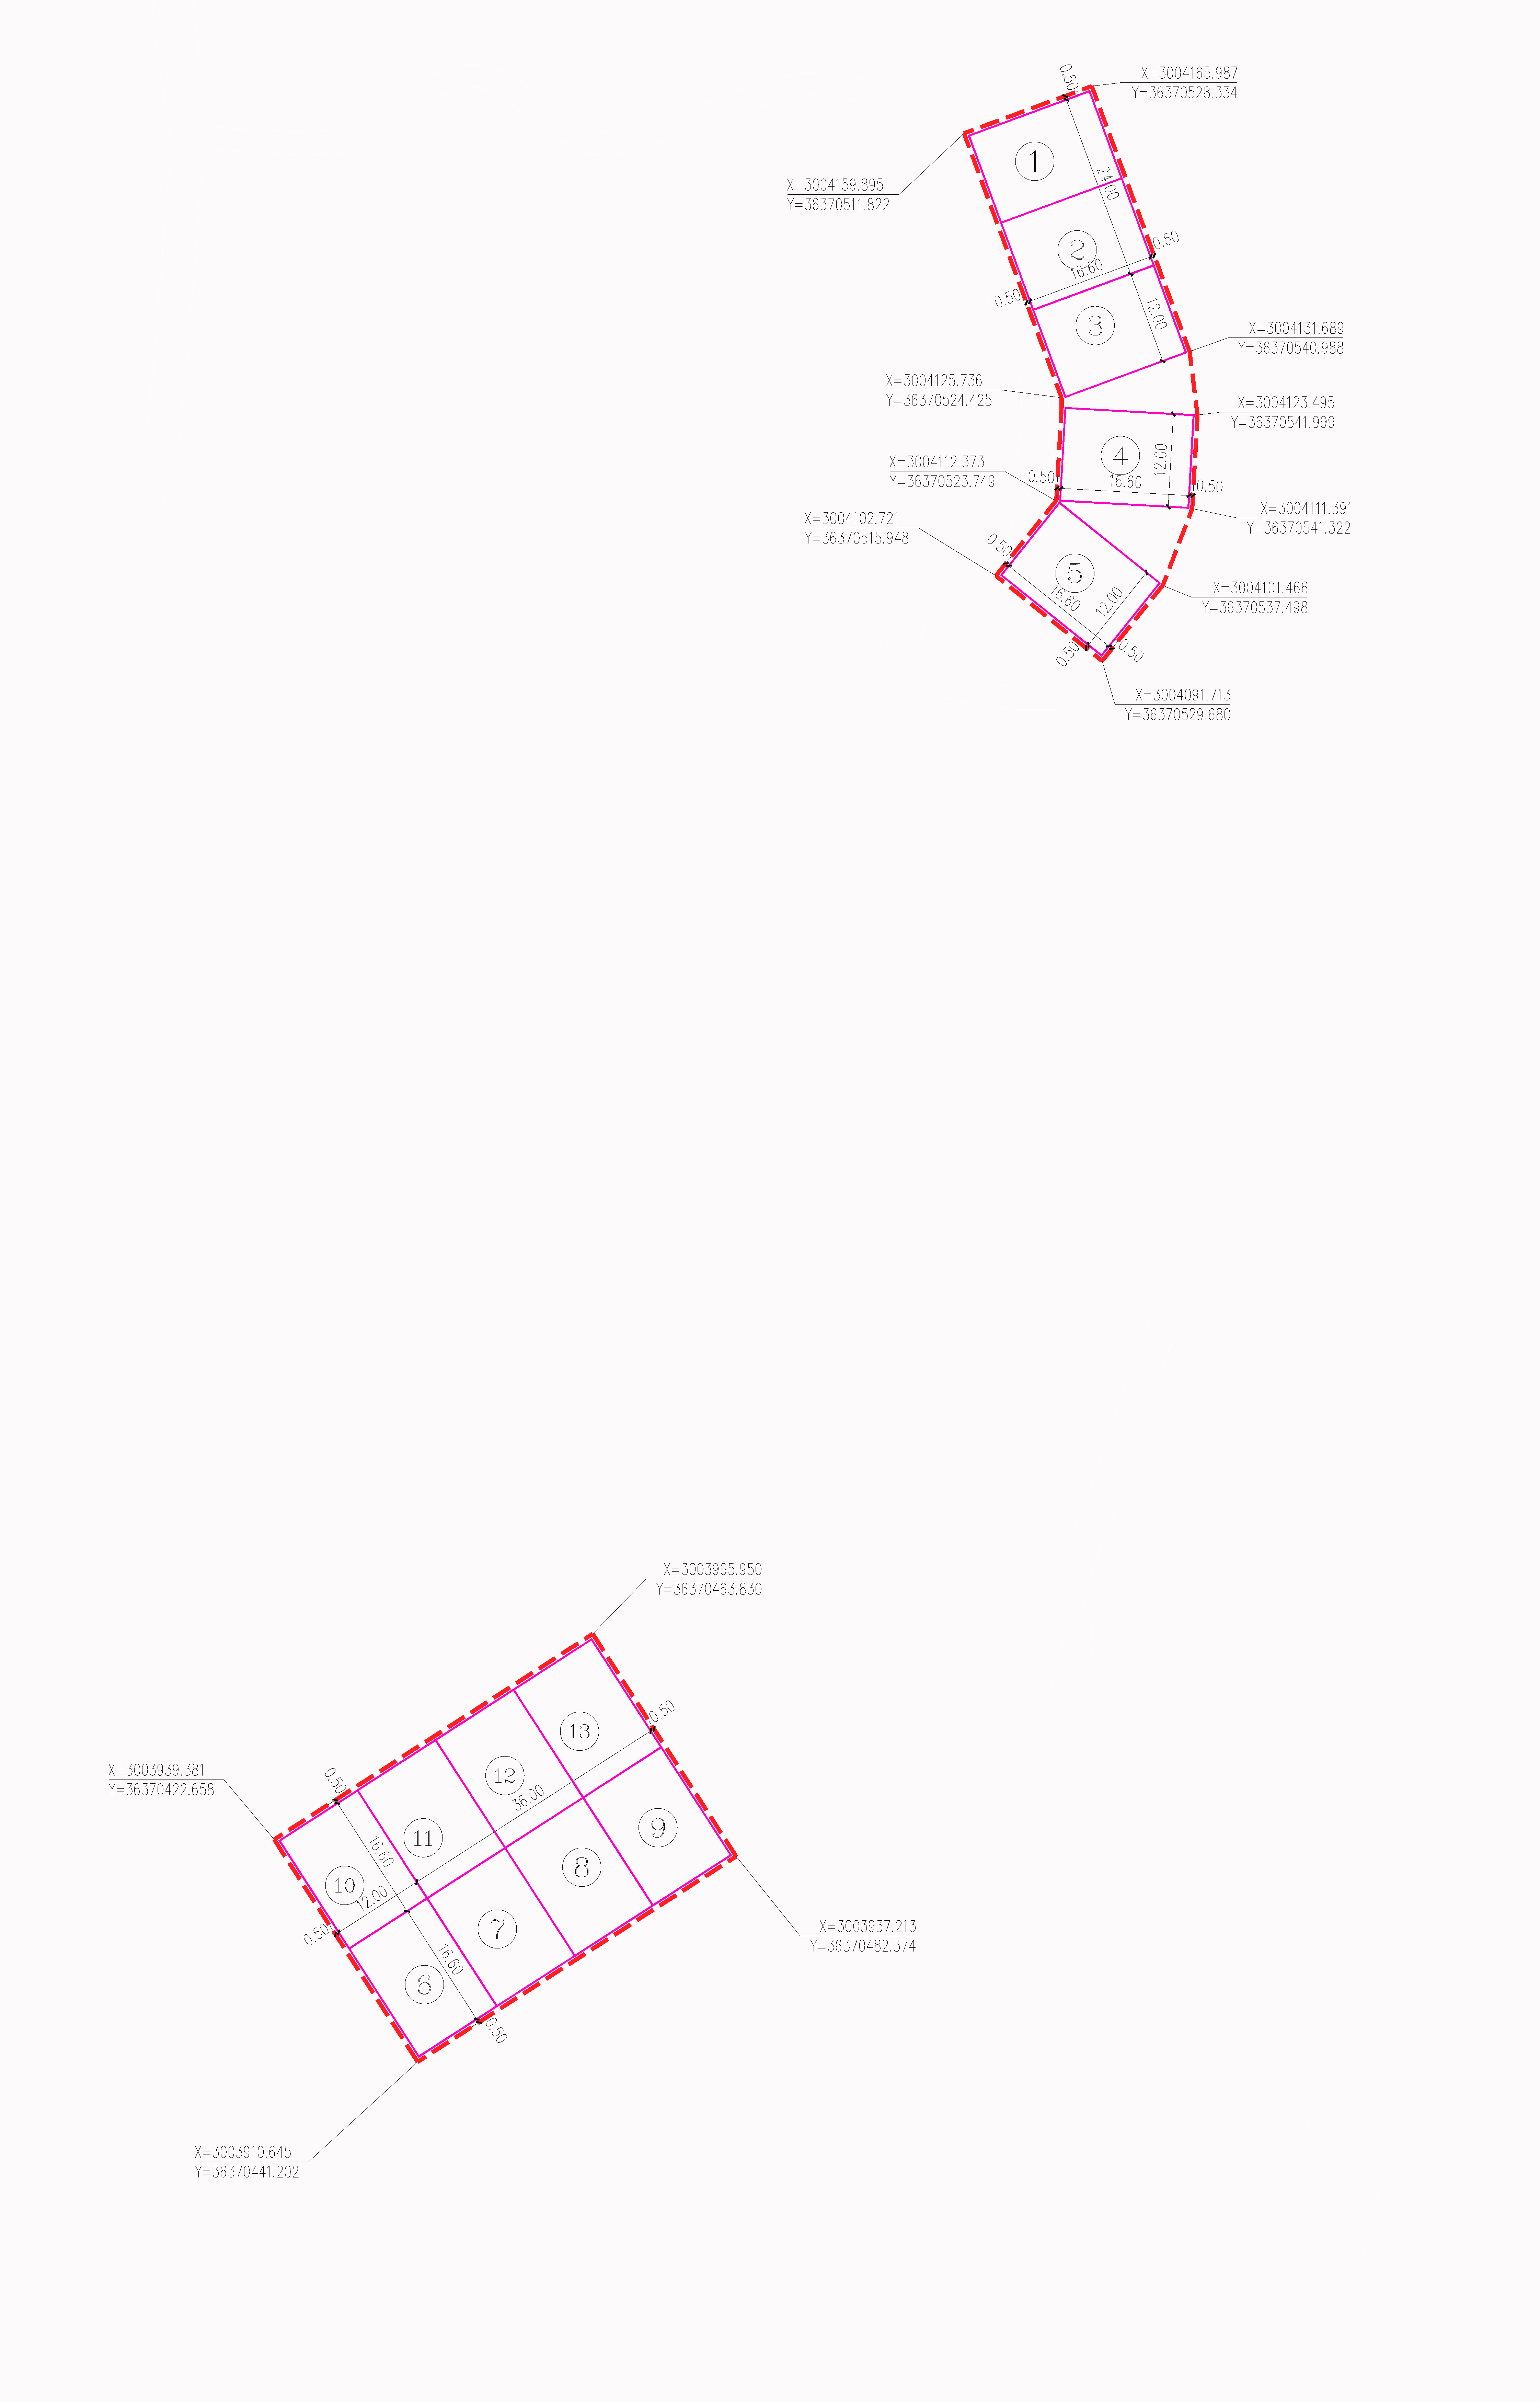 0.50
X=3004165.987
Y=36370528.334
1
24.00
X=3004159.895
Y=36370511.822
2
0.50
16.60
0.50
3
12.00
X=3004131.689
Y=36370540.988
X=3004125.736
Y=36370524.425
X=3004123.495
Y=36370541.999
4
12.00
X=3004112.373
Y=36370523.749
0.50
16.60
0.50
X=3004111.391
Y=36370541.322
X=3004102.721
Y=36370515.948
0.50
5
16.60
12.00
X=3004101.466
Y=36370537.498
0.50
0.50
X=3004091.713
Y=36370529.680
X=3003965.950
Y=36370463.830
0.50
13
X=3003939.381
Y=36370422.658
0.50
12
36.00
11
16.60
9
8
10
12.00
0.50
7
X=3003937.213
Y=36370482.374
16.60
6
0.50
X=3003910.645
Y=36370441.202